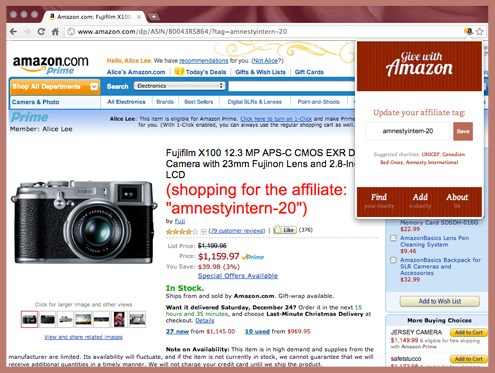 Amazon.com: Fujifilm X100
www.amazon.com/dp/ASIN/B0043RS864/?tag=amnestyintern-20
amazon.com
Prime
Hello, Alice Lee. We have recommendations for you. (Not Alice?)
Alice's Amazon.com
Today's Deals
Gifts & Wish Lists
Gift Cards
Shop All Departments
Search
Electronics
Camera & Photo
All Electronics
Brands
Best Sellers
Digital SLRs & Lenses
Point-and-Shoots
Prime
Member: Alice Lee
Alice Lee: This item is eligible for Amazon Prime. Click here to turn on 1-Click and make Prime
for you. (With 1-Click enabled, you can always use the regular shopping cart as well.)
Give with
Amazon
Update your affiliate tag:
amnestyintern-20
Save
Suggested charities: UNICEF, Canadian
Red Cross, Amnesty International
Find
your charity
Add
a charity
About
Us
Fujifilm X100 12.3 MP APS-C CMOS EXR D
Camera with 23mm Fujinon Lens and 2.8-In
LCD
(shopping for the affiliate:
"amnestyintern-20")
by Fuji
(79 customer reviews)
Like
(376)
List Price: $1,199.95
Price: $1,159.97 Prime
You Save: $39.98 (3%)
Special Offers Available
In Stock.
Ships from and sold by Amazon.com. Gift-wrap available.
Want it delivered Saturday, December 24? Order it in the next 15
hours and 35 minutes, and choose Last-Minute Christmas Delivery at
checkout. Details
27 new from $1,145.00 10 used from $969.95
Click for larger image and other views
View and share related images
Note on Availability: This item is in high demand and supplies from the
manufacturer are limited. Its availability will fluctuate, and if the item is not currently in stock, we cannot guarantee that we will
receive additional quantities in a timely manner. We will not charge your credit card until we ship the product.
Memory Card SDSDH-016G
$22.99
AmazonBasics Lens Pen
Cleaning System
$9.46
AmazonBasics Backpack for
SLR Cameras and
Accessories
$32.99
Add to Wish List
More Buying Choices
JERSEY CAMERA
Add to Cart
$1,149.99 & eligible for free shipping
with Amazon Prime
safetstucco
Add to Cart